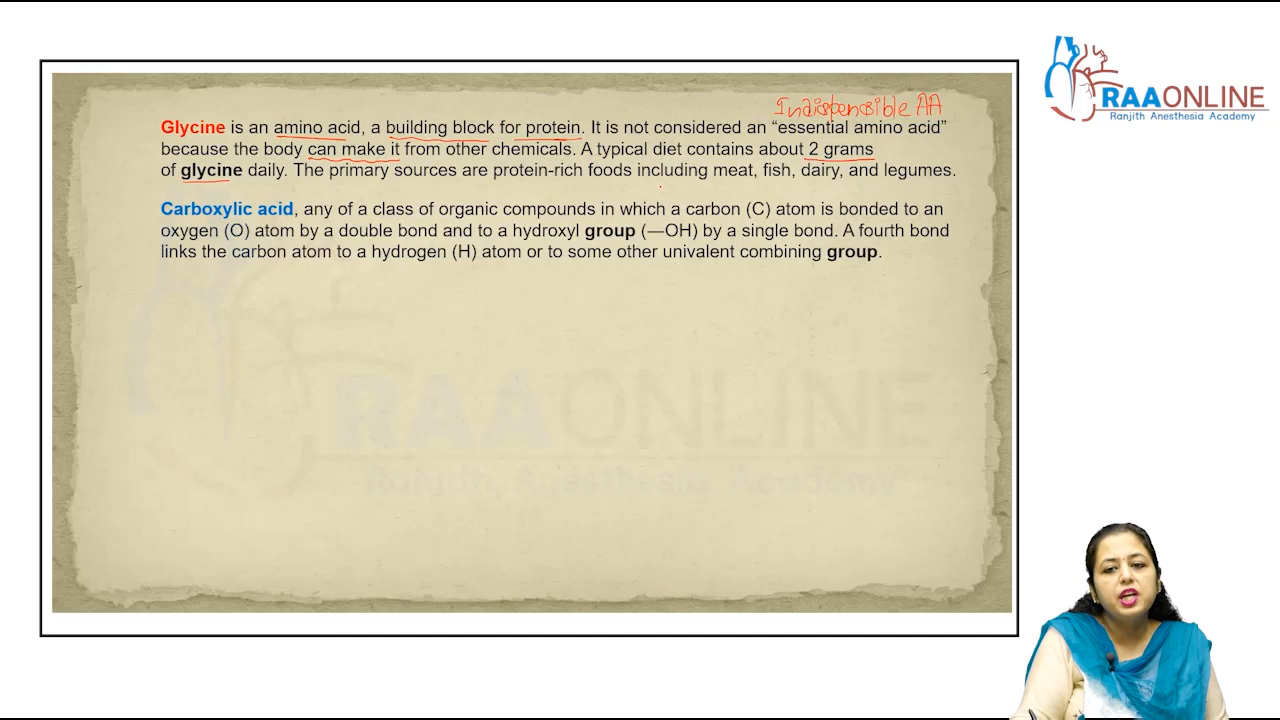 RAAONLINE
Ranjith Anesthesia Academy
Indispensible AA
Glycine is an amino acid, a building block for protein. It is not considered an “essential amino acid”
because the body can make it from other chemicals. A typical diet contains about 2 grams
of glycine daily. The primary sources are protein-rich foods including meat, fish, dairy, and legumes.
Carboxylic acid, any of a class of organic compounds in which a carbon (C) atom is bonded to an
oxygen (O) atom by a double bond and to a hydroxyl group (—OH) by a single bond. A fourth bond
links the carbon atom to a hydrogen (H) atom or to some other univalent combining group.
RAAONLINE
Ranjith Anesthesia Academy